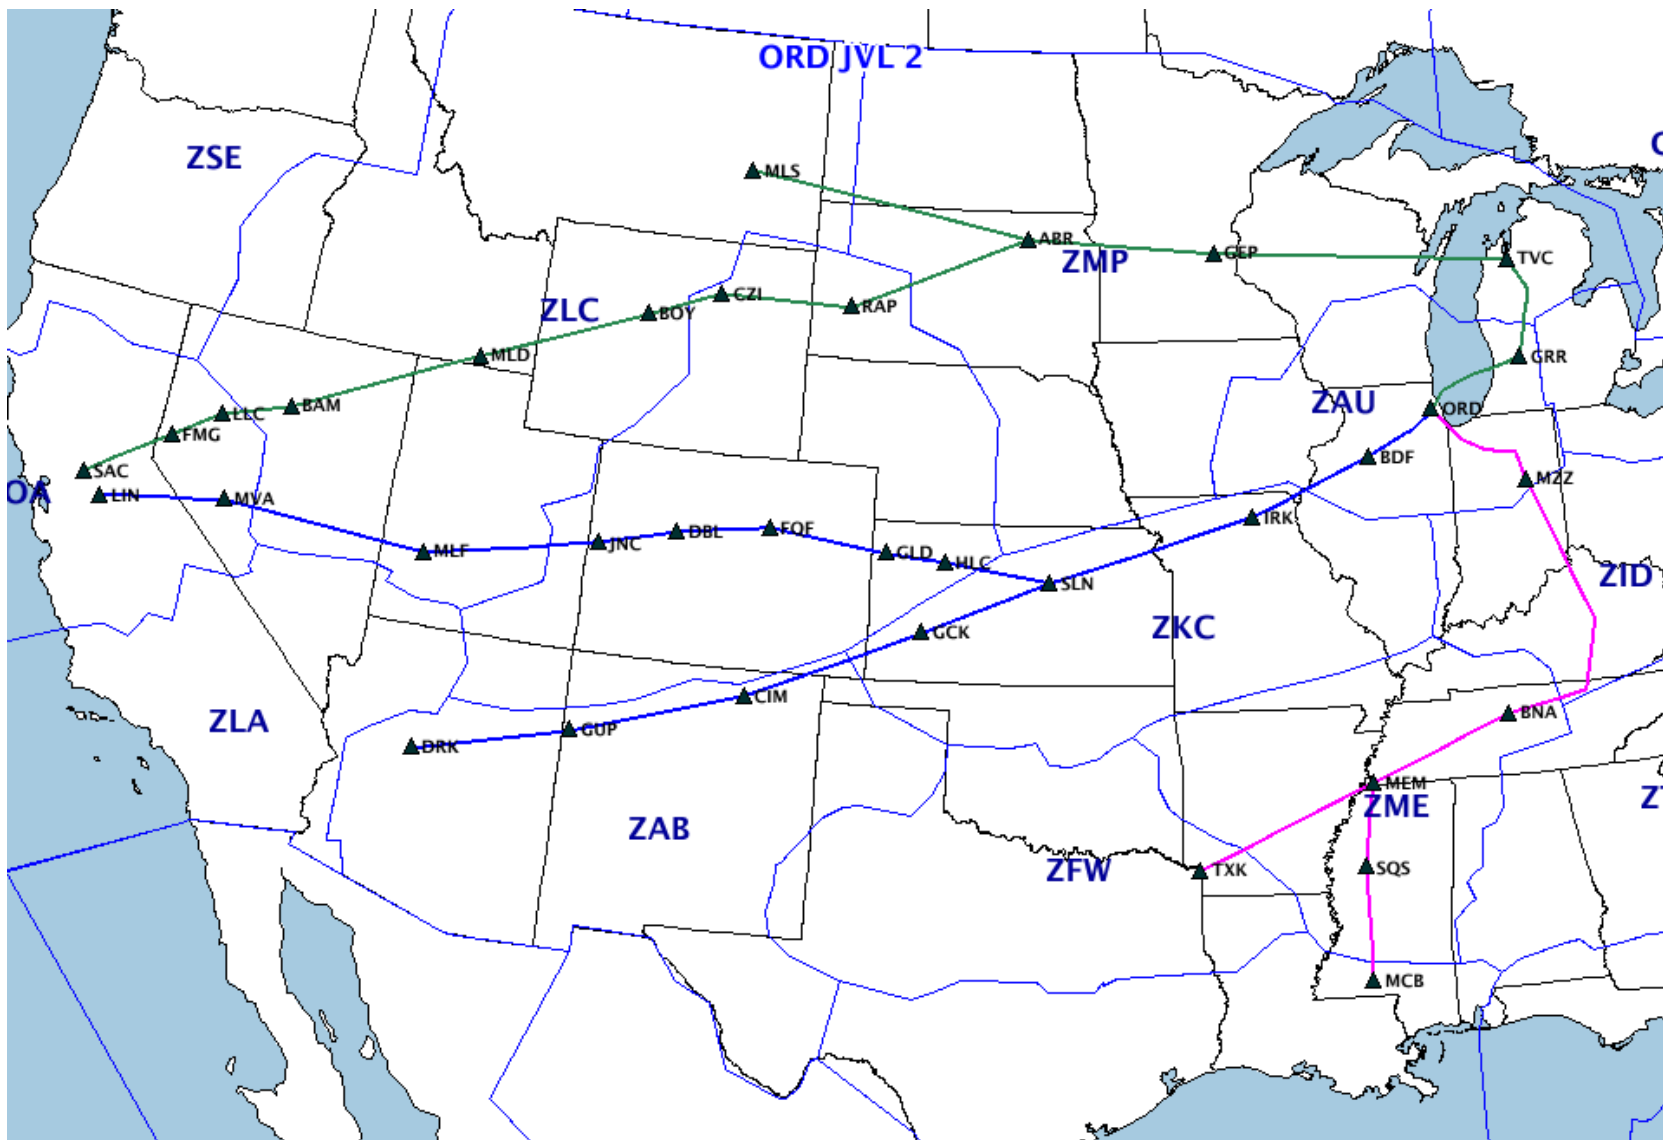 ORD JVL 2
ZSE
MLS
ABR
GEP
TVC
ZMP
CZI
RAP
BOY
ZLC
MLD
GRR
BAM
LLC
FMG
ZAU
ORD
SAC
BDF
OA
LIN
MVA
MZZ
IRK
FQF
DBL
JNC
MLF
GLD
HLC
SLN
ZID
GCK
ZKC
CIM
BNA
ZLA
GUP
DRK
MEM
ZME
ZAB
ZFW
TXK
SQS
MCB